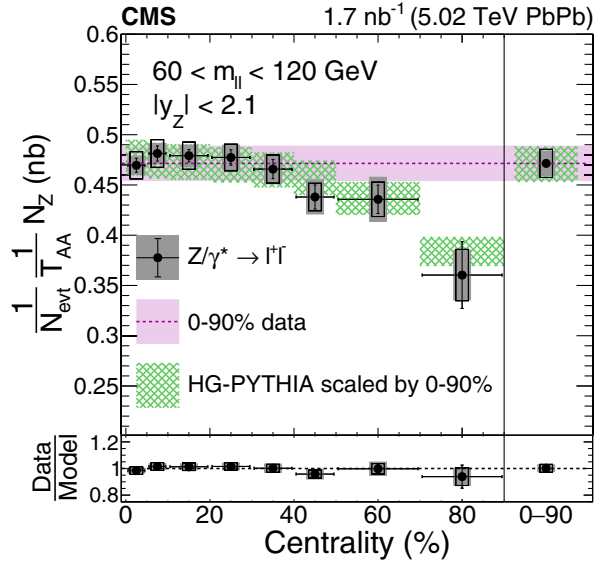 CMS 1.7 nb⁻¹ (5.02 TeV PbPb)
60 < m_ll < 120 GeV
|y_Z| < 2.1
0.6
0.55
0.5
0.45
0.4
0.35
0.3
0.25
1/N_evt 1/T_AA N_Z (nb)
Z/γ* → l⁺l⁻
0-90% data
HG-PYTHIA scaled by 0-90%
1.2
1
0.8
Data/Model
0 20 40 60 80 0−90
Centrality (%)